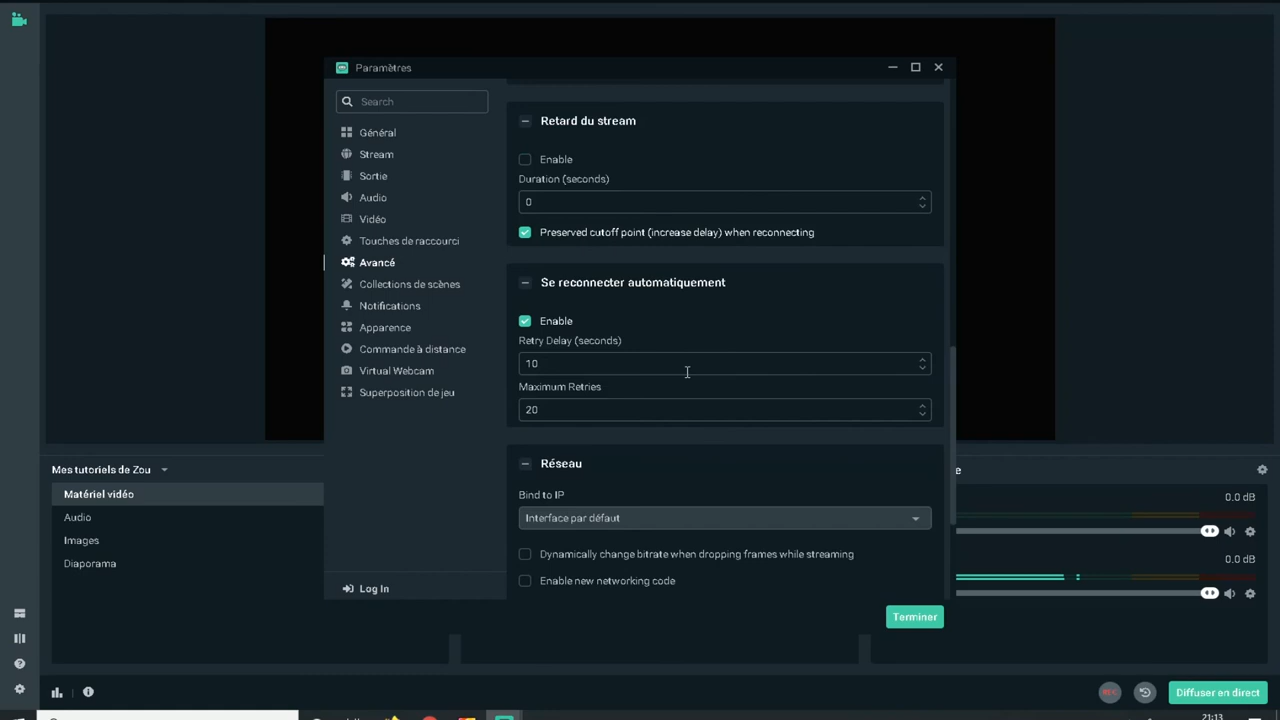 Paramètres
Search
Général
Stream
Sortie
Audio
Vidéo
Touches de raccourci
Avancé
Collections de scènes
Notifications
Apparence
Commande à distance
Virtual Webcam
Superposition de jeu
Log In
Retard du stream
Enable
Duration (seconds)
0
Preserved cutoff point (increase delay) when reconnecting
Se reconnecter automatiquement
Enable
Retry Delay (seconds)
10
Maximum Retries
20
Réseau
Bind to IP
Interface par défaut
Dynamically change bitrate when dropping frames while streaming
Enable new networking code
Terminer
Mes tutoriels de Zou
Matériel vidéo
Audio
Images
Diaporama
0.0 dB
0.0 dB
REC
Diffuser en direct
21:13